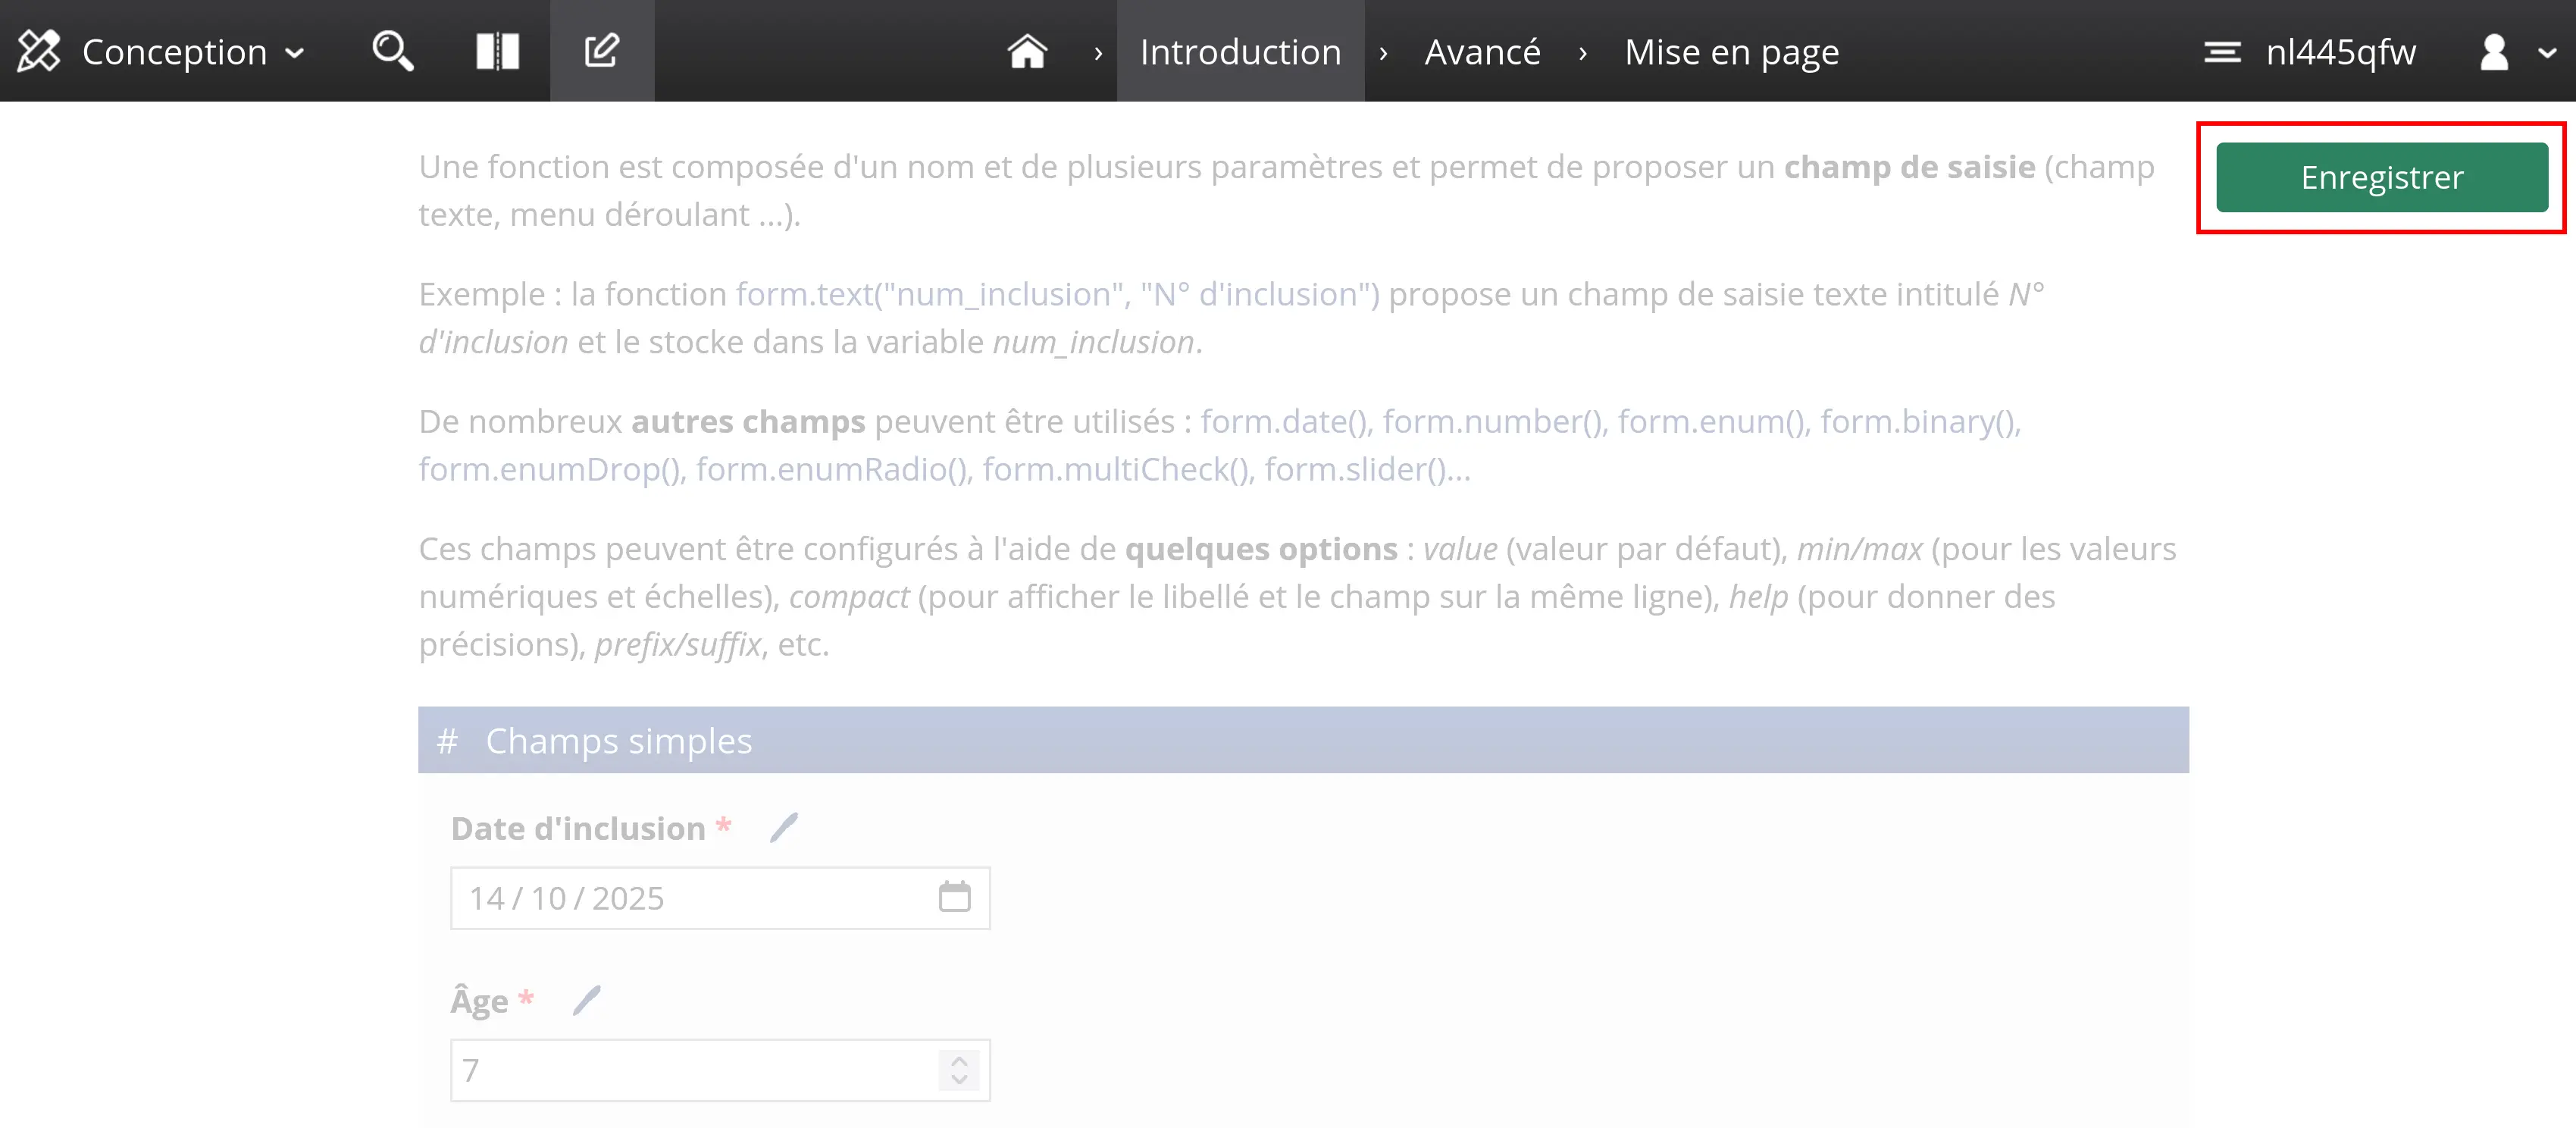 Conception
› Introduction › Avancé › Mise en page
nl445qfw
Enregistrer
Une fonction est composée d'un nom et de plusieurs paramètres et permet de proposer un champ de saisie (champ
texte, menu déroulant ...).
Exemple : la fonction form.text("num_inclusion", "N° d'inclusion") propose un champ de saisie texte intitulé N°
d'inclusion et le stocke dans la variable num_inclusion.
De nombreux autres champs peuvent être utilisés : form.date(), form.number(), form.enum(), form.binary(),
form.enumDrop(), form.enumRadio(), form.multiCheck(), form.slider()...
Ces champs peuvent être configurés à l'aide de quelques options : value (valeur par défaut), min/max (pour les valeurs
numériques et échelles), compact (pour afficher le libellé et le champ sur la même ligne), help (pour donner des
précisions), prefix/suffix, etc.
# Champs simples
Date d'inclusion *
14 / 10 / 2025
Âge *
7